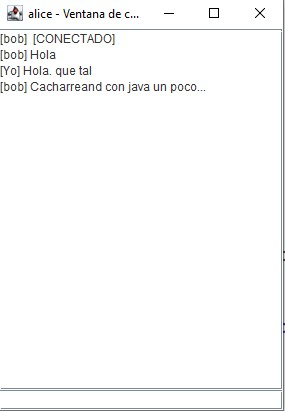 alice - Ventana de c...
[bob] [CONECTADO]
[bob] Hola
[Yo] Hola. que tal
[bob] Cacharreand con java un poco...